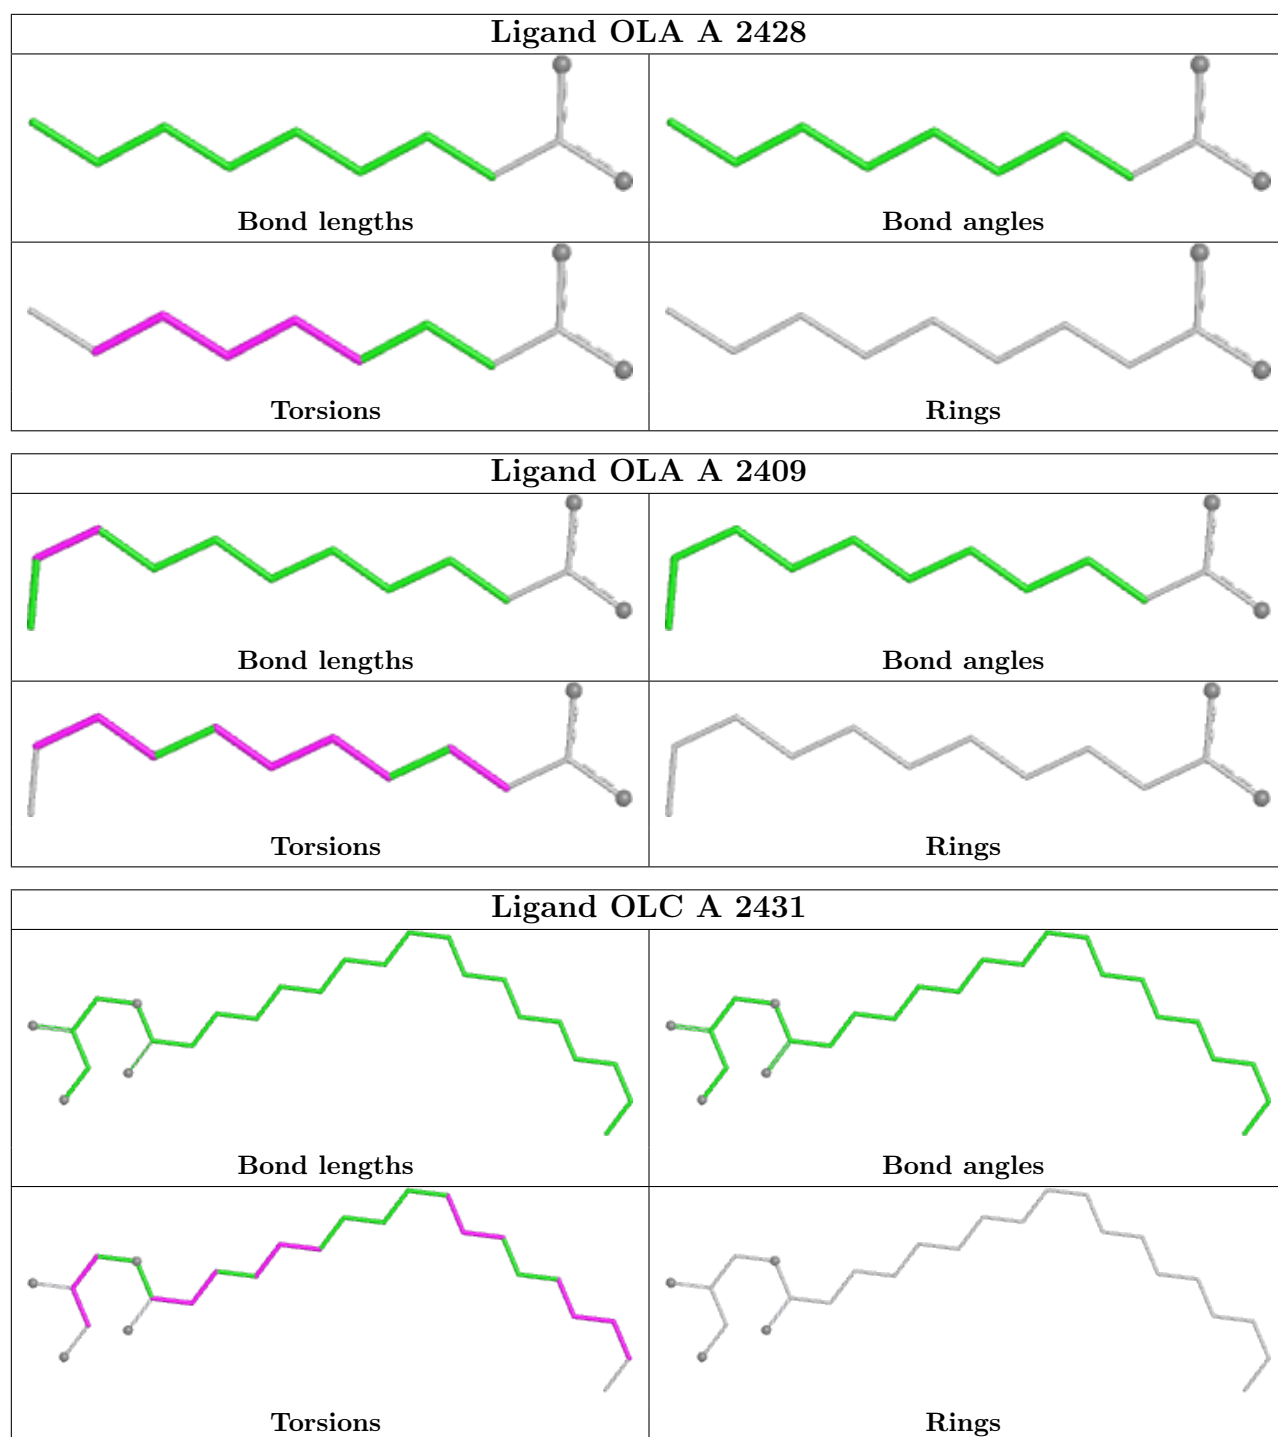 Ligand OLA A 2428
Bond lengths
Bond angles
Torsions
Rings
Ligand OLA A 2409
Bond lengths
Bond angles
Torsions
Rings
Ligand OLC A 2431
Bond lengths
Bond angles
Torsions
Rings